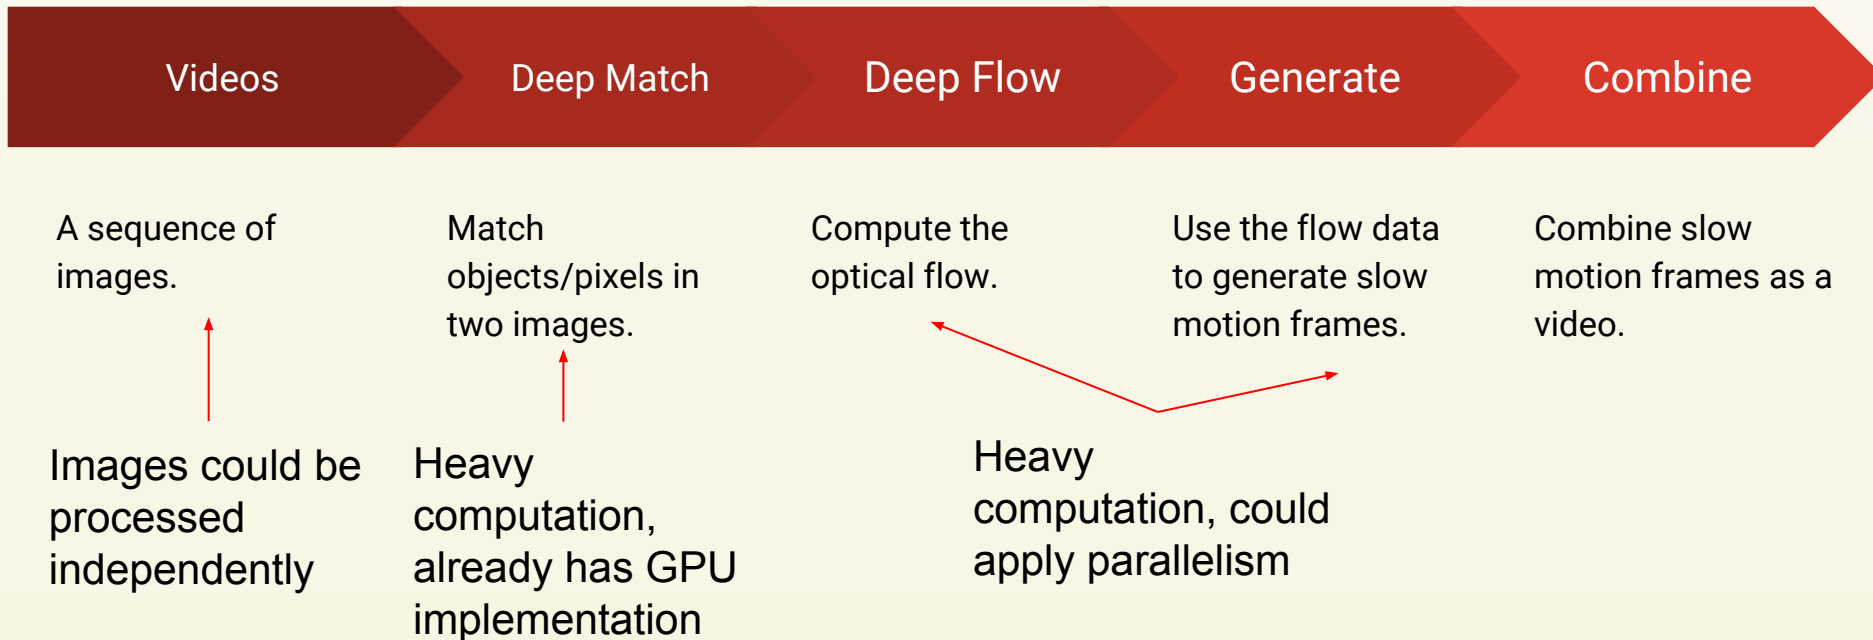 Videos
Deep Match
Deep Flow
Generate
Combine
A sequence of
images.
Match
objects/pixels in
two images.
Compute the
optical flow.
Use the flow data
to generate slow
motion frames.
Combine slow
motion frames as a
video.
Images could be
processed
independently
Heavy
computation,
already has GPU
implementation
Heavy
computation, could
apply parallelism